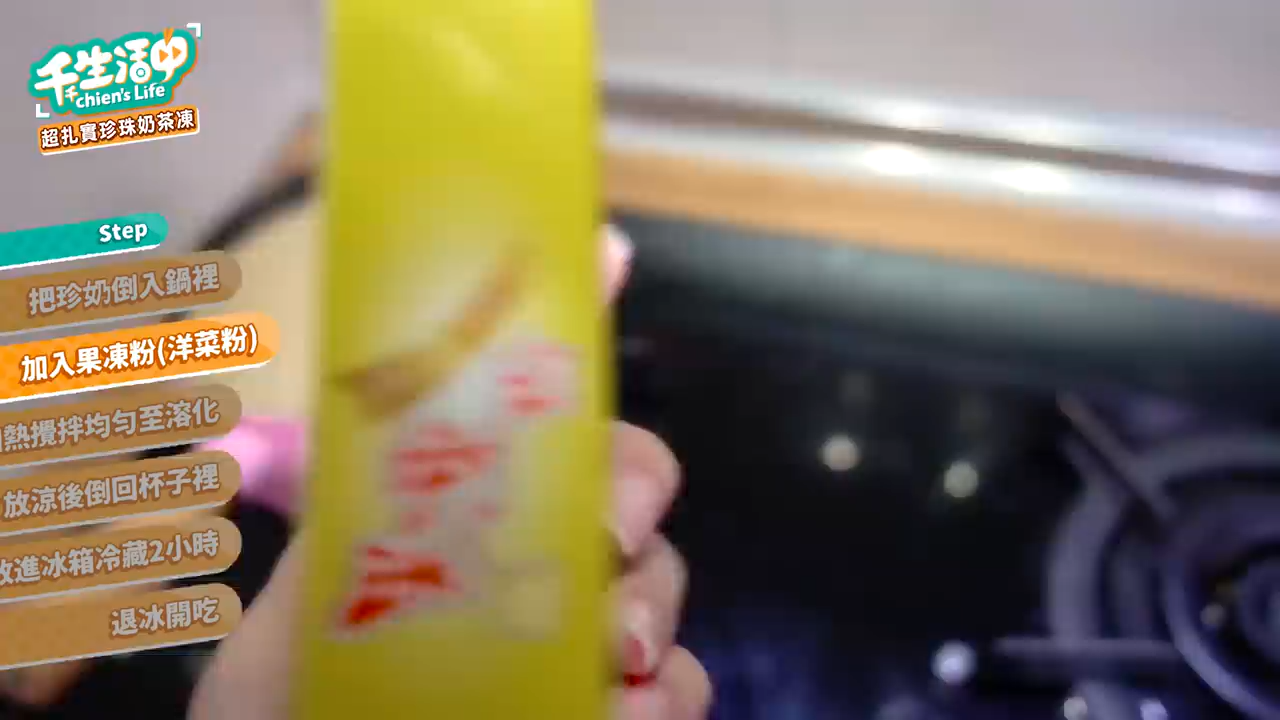 千千生活中
Chien's Life
超扎實珍珠奶茶凍
Step
把珍奶倒入鍋裡
加入果凍粉(洋菜粉)
熱攪拌均勻至溶化
放涼後倒回杯子裡
放進冰箱冷藏2小時
退冰開吃